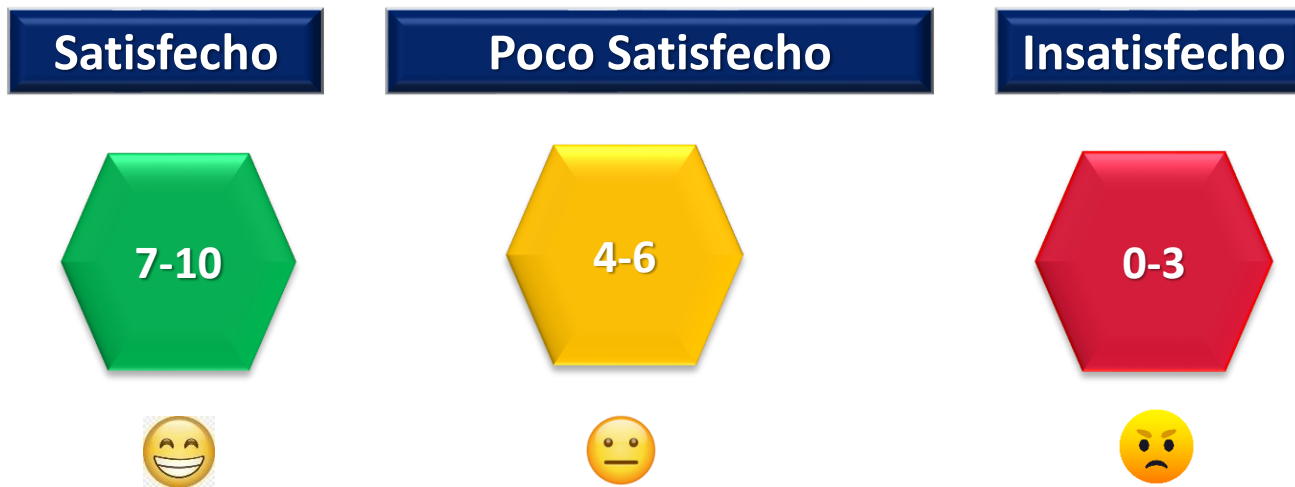 Satisfecho
Poco Satisfecho
Insatisfecho
7-10
4-6
0-3